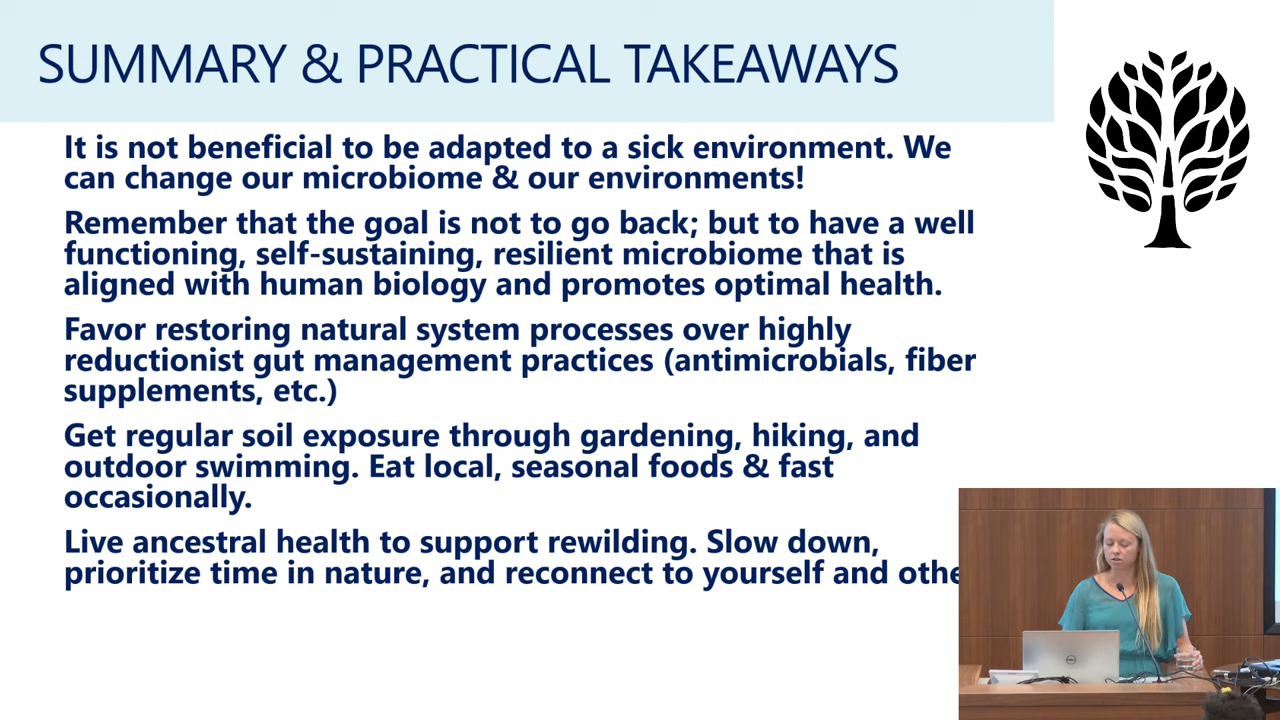 SUMMARY & PRACTICAL TAKEAWAYS
It is not beneficial to be adapted to a sick environment. We
can change our microbiome & our environments!
Remember that the goal is not to go back; but to have a well
functioning, self-sustaining, resilient microbiome that is
aligned with human biology and promotes optimal health.
Favor restoring natural system processes over highly
reductionist gut management practices (antimicrobials, fiber
supplements, etc.)
Get regular soil exposure through gardening, hiking, and
outdoor swimming. Eat local, seasonal foods & fast
occasionally.
Live ancestral health to support rewilding. Slow down,
prioritize time in nature, and reconnect to yourself and othe